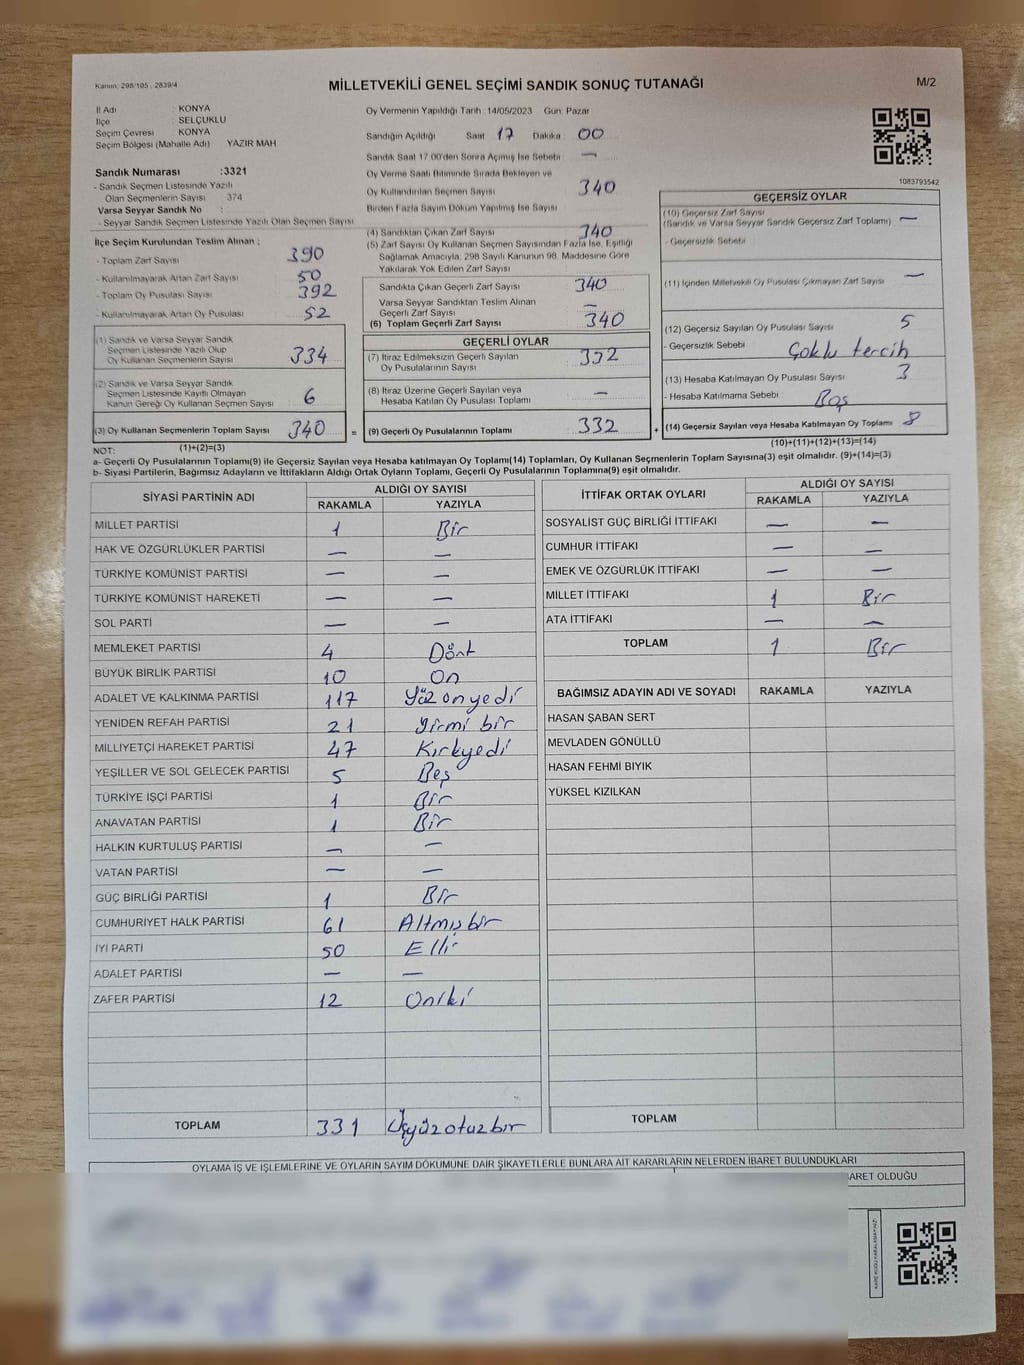 Kanun: 298/105 , 2839/4
MİLLETVEKİLİ GENEL SEÇİMİ SANDIK SONUÇ TUTANAĞI
M/2
İl Adı : KONYA
İlçe : SELÇUKLU
Seçim Çevresi : KONYA
Seçim Bölgesi (Mahalle Adı) YAZIR MAH
Sandık Numarası :3321
- Sandık Seçmen Listesinde Yazılı
Olan Seçmenlerin Sayısı 374
Varsa Seyyar Sandık No :
- Seyyar Sandık Seçmen Listesinde Yazılı Olan Seçmen Sayısı
Oy Vermenin Yapıldığı Tarih :14/05/2023 Gün: Pazar
Sandığın Açıldığı Saat 17 Dakika : 00
Sandık Saat 17:00'den Sonra Açılmış İse Sebebi : —
Oy Verme Saati Bitiminde Sırada Bekleyen ve
Oy Kullandırılan Seçmen Sayısı 340
Birden Fazla Sayım Döküm Yapılmış İse Sayısı
1083793542
İlçe Seçim Kurulundan Teslim Alınan :
- Toplam Zarf Sayısı 390
- Kullanılmayarak Artan Zarf Sayısı 50
- Toplam Oy Pusulası Sayısı 392
- Kullanılmayarak Artan Oy Pusulası 52
(1) Sandık ve Varsa Seyyar Sandık
Seçmen Listesinde Yazılı Olup
Oy Kullanan Seçmenlerin Sayısı 334
(2) Sandık ve Varsa Seyyar Sandık
Seçmen Listesinde Kayıtlı Olmayan
Kanun Gereği Oy Kullanan Seçmen Sayısı 6
(3) Oy Kullanan Seçmenlerin Toplam Sayısı 340 =
(1)+(2)=(3)
(4) Sandıktan Çıkan Zarf Sayısı 340
(5) Zarf Sayısı Oy Kullanan Seçmen Sayısından Fazla İse, Eşitliği
Sağlamak Amacıyla, 298 Sayılı Kanunun 98. Maddesine Göre
Yakılarak Yok Edilen Zarf Sayısı
Sandıkta Çıkan Geçerli Zarf Sayısı 340
Varsa Seyyar Sandıktan Teslim Alınan
Geçerli Zarf Sayısı —
(6) Toplam Geçerli Zarf Sayısı 340
GEÇERLİ OYLAR
(7) İtiraz Edilmeksizin Geçerli Sayılan
Oy Pusulalarının Sayısı 332
(8) İtiraz Üzerine Geçerli Sayılan veya
Hesaba Katılan Oy Pusulası Toplamı —
(9) Geçerli Oy Pusulalarının Toplamı 332 +
GEÇERSİZ OYLAR
(10) Geçersiz Zarf Sayısı
(Sandık ve Varsa Seyyar Sandık Geçersiz Zarf Toplamı) —
- Geçersizlik Sebebi
(11) İçinden Milletvekili Oy Pusulası Çıkmayan Zarf Sayısı —
(12) Geçersiz Sayılan Oy Pusulası Sayısı 5
- Geçersizlik Sebebi Çoklu tercih
(13) Hesaba Katılmayan Oy Pusulası Sayısı 3
- Hesaba Katılmama Sebebi Boş
(14) Geçersiz Sayılan veya Hesaba Katılmayan Oy Toplamı 8
(10)+(11)+(12)+(13)=(14)
NOT:
a- Geçerli Oy Pusulalarının Toplamı(9) ile Geçersiz Sayılan veya Hesaba katılmayan Oy Toplamı(14) Toplamları, Oy Kullanan Seçmenlerin Toplam Sayısına(3) eşit olmalıdır. (9)+(14)=(3)
b- Siyasi Partilerin, Bağımsız Adayların ve İttifakların Aldığı Ortak Oyların Toplamı, Geçerli Oy Pusulalarının Toplamına(9) eşit olmalıdır.
SİYASİ PARTİNİN ADI ALDIĞI OY SAYISI
RAKAMLA YAZIYLA
MİLLET PARTİSİ 1 Bir
HAK VE ÖZGÜRLÜKLER PARTİSİ — —
TÜRKİYE KOMÜNİST PARTİSİ — —
TÜRKİYE KOMÜNİST HAREKETİ — —
SOL PARTİ — —
MEMLEKET PARTİSİ 4 Dört
BÜYÜK BİRLİK PARTİSİ 10 On
ADALET VE KALKINMA PARTİSİ 117 Yüz onyedi
YENİDEN REFAH PARTİSİ 21 Yirmi bir
MİLLİYETÇİ HAREKET PARTİSİ 47 Kırkyedi
YEŞİLLER VE SOL GELECEK PARTİSİ 5 Beş
TÜRKİYE İŞÇİ PARTİSİ 1 Bir
ANAVATAN PARTİSİ 1 Bir
HALKIN KURTULUŞ PARTİSİ — —
VATAN PARTİSİ — —
GÜÇ BİRLİĞİ PARTİSİ 1 Bir
CUMHURİYET HALK PARTİSİ 61 Altmışbir
İYİ PARTİ 50 Elli
ADALET PARTİSİ — —
ZAFER PARTİSİ 12 Oniki
TOPLAM 331 Üçyüzotuzbir
İTTİFAK ORTAK OYLARI ALDIĞI OY SAYISI
RAKAMLA YAZIYLA
SOSYALİST GÜÇ BİRLİĞİ İTTİFAKI — —
CUMHUR İTTİFAKI — —
EMEK VE ÖZGÜRLÜK İTTİFAKI — —
MİLLET İTTİFAKI 1 Bir
ATA İTTİFAKI — —
TOPLAM 1 Bir
BAĞIMSIZ ADAYIN ADI VE SOYADI RAKAMLA YAZIYLA
HASAN ŞABAN SERT
MEVLADEN GÖNÜLLÜ
HASAN FEHMİ BIYIK
YÜKSEL KIZILKAN
TOPLAM
OYLAMA İŞ VE İŞLEMLERİNE VE OYLARIN SAYIM DÖKÜMÜNE DAİR ŞİKAYETLERLE BUNLARA AİT KARARLARIN NELERDEN İBARET BULUNDUKLARI
BARET OLDUĞU